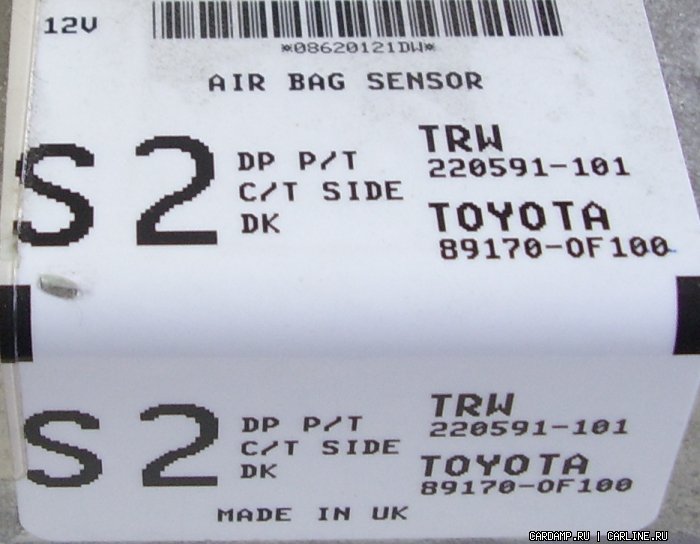 12V
*08620121DW*
AIR BAG SENSOR
S2
DP P/T
C/T SIDE
DK
TRW
220591-101
TOYOTA
89170-0F100
S2
DP P/T
C/T SIDE
DK
TRW
220591-101
TOYOTA
89170-0F100
MADE IN UK
CARDAMP.RU | CARLINE.RU